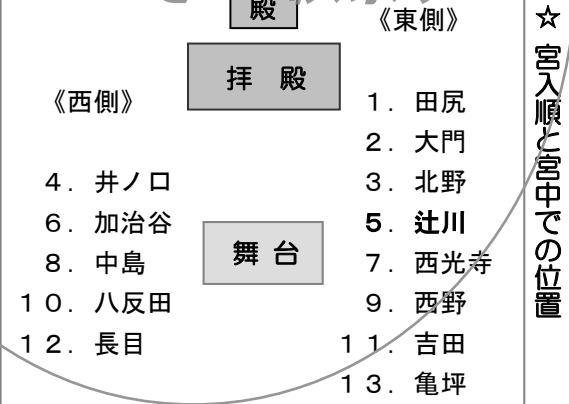 ☆ 宮入順と宮中での位置
殿
《東側》
拝 殿
《西側》
1. 田尻
2. 大門
3. 北野
5. 辻川
7. 西光寺
9. 西野
11. 吉田
13. 亀坪
4. 井ノ口
6. 加治谷
8. 中島
10. 八反田
12. 長目
舞 台